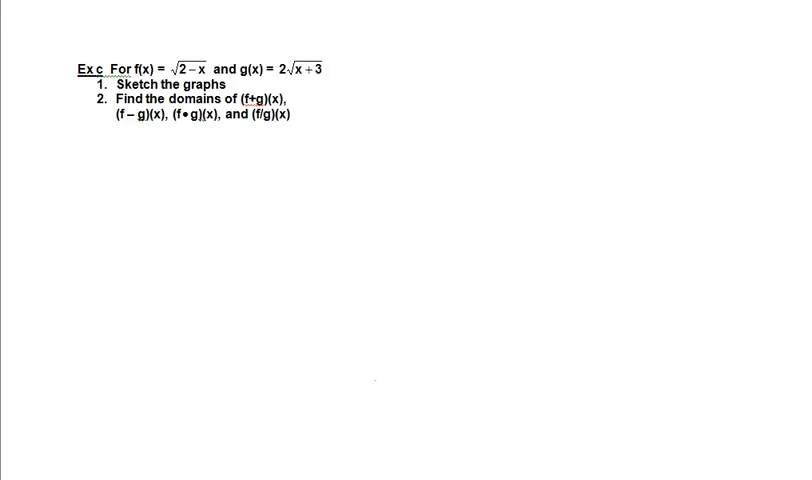 Ex c For f(x) = √2−x and g(x) = 2√x+3
1. Sketch the graphs
2. Find the domains of (f+g)(x),
(f – g)(x), (f•g)(x), and (f/g)(x)